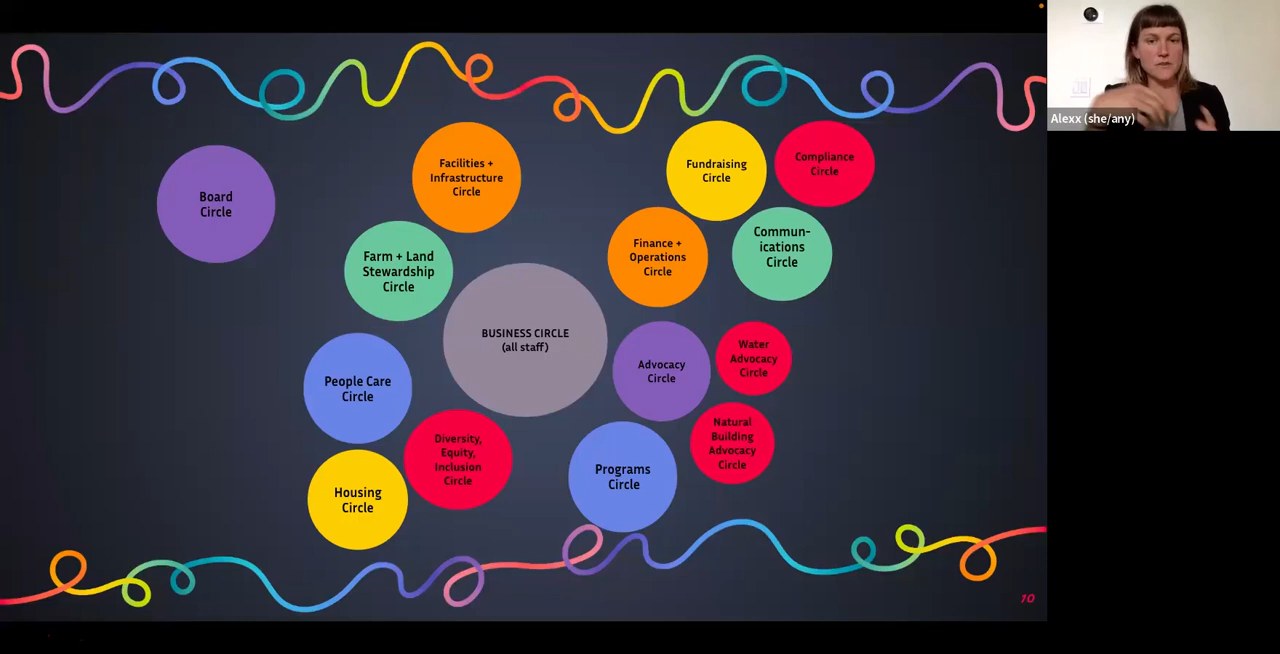 Alexx (she/any)
Board
Circle
Facilities +
Infrastructure
Circle
Fundraising
Circle
Compliance
Circle
Farm + Land
Stewardship
Circle
Finance +
Operations
Circle
Commun-
ications
Circle
BUSINESS CIRCLE
(all staff)
People Care
Circle
Advocacy
Circle
Water
Advocacy
Circle
Diversity,
Equity,
Inclusion
Circle
Natural
Building
Advocacy
Circle
Housing
Circle
Programs
Circle
10